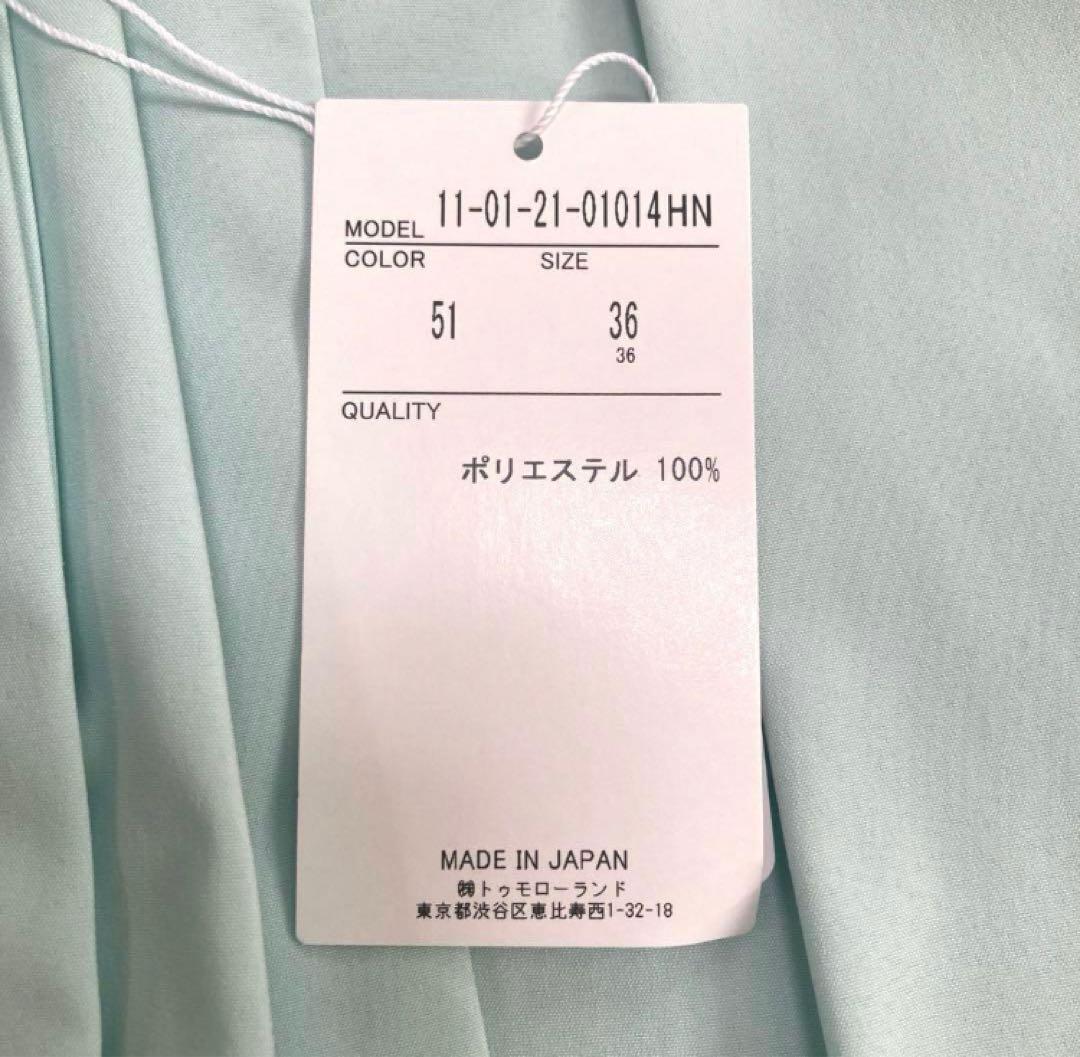 MODEL 11-01-21-01014HN
COLOR SIZE
51 36
36
QUALITY
ポリエステル 100%
MADE IN JAPAN
㈱トゥモローランド
東京都渋谷区恵比寿西1-32-18